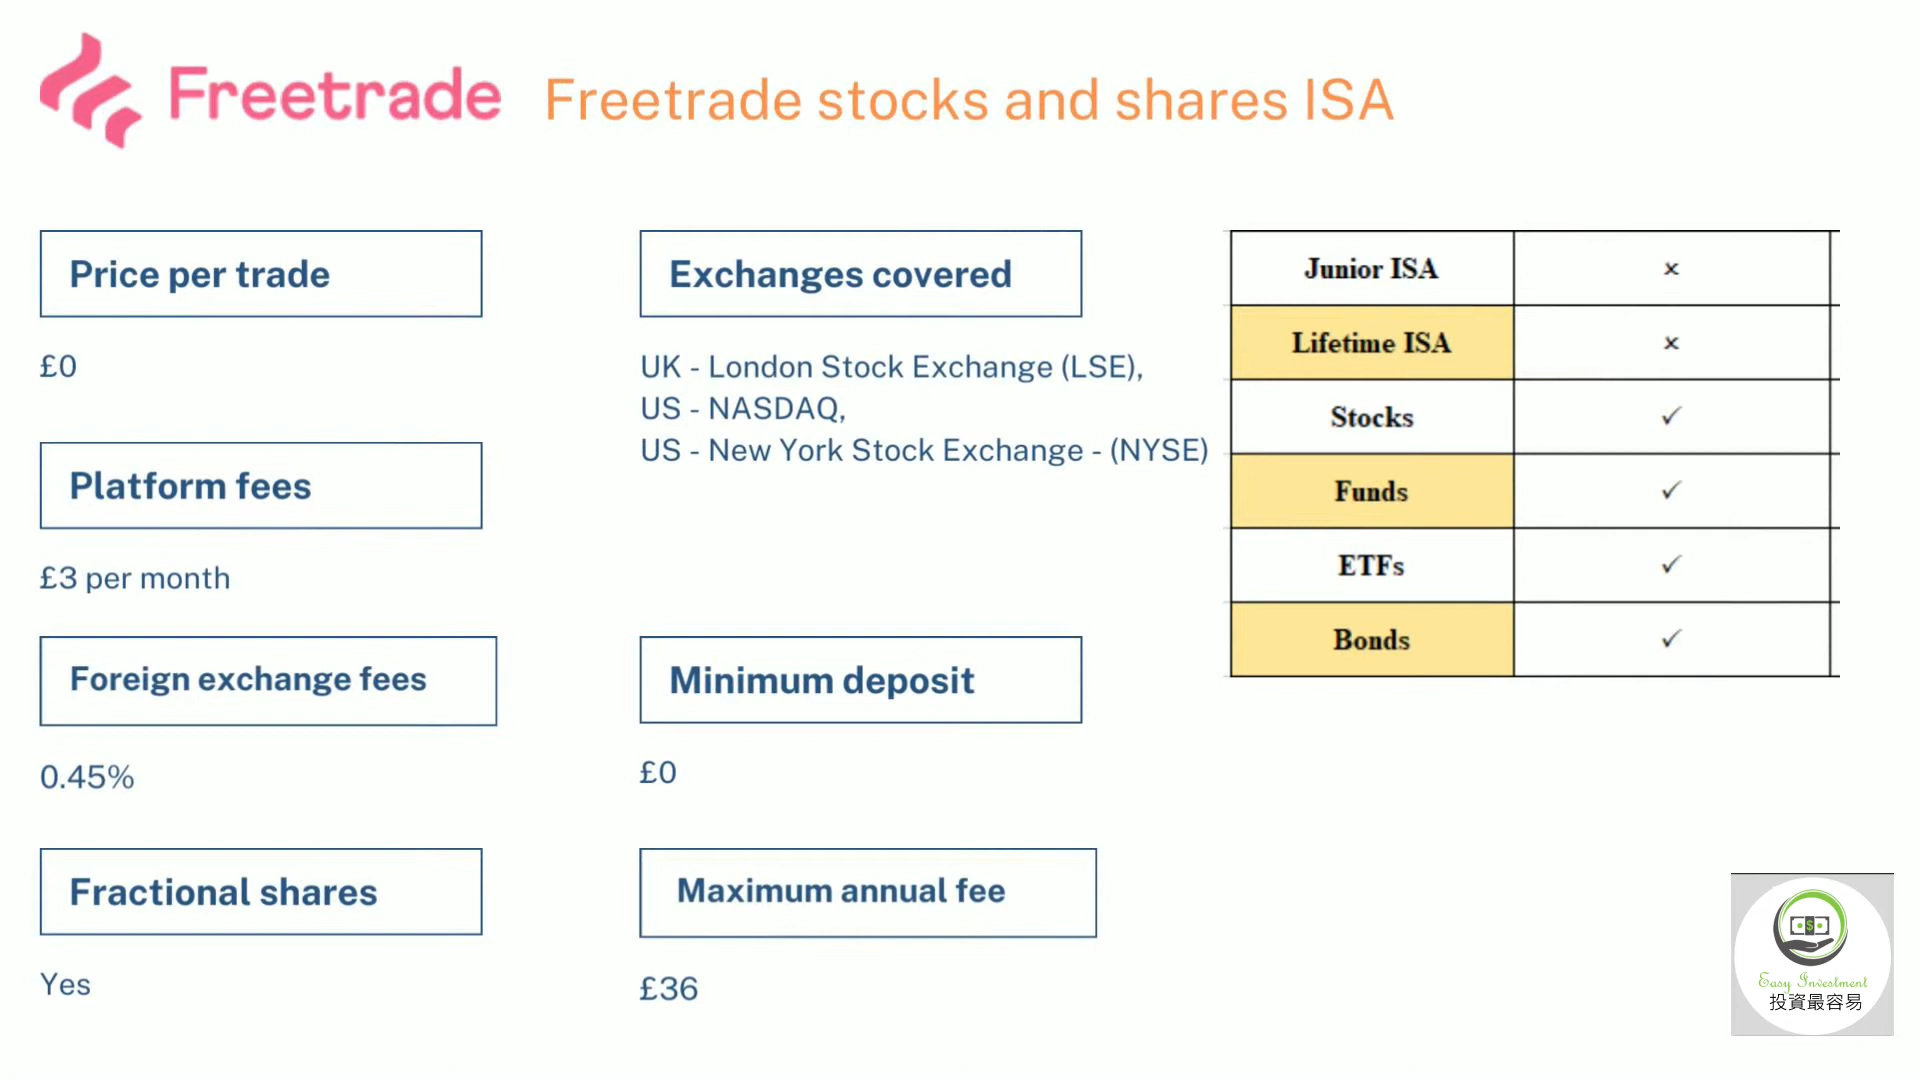 Freetrade
Freetrade stocks and shares ISA
Price per trade
£0
Platform fees
£3 per month
Foreign exchange fees
0.45%
Fractional shares
Yes
Exchanges covered
UK - London Stock Exchange (LSE),
US - NASDAQ,
US - New York Stock Exchange - (NYSE)
Minimum deposit
£0
Maximum annual fee
£36
Junior ISA ×
Lifetime ISA ×
Stocks ✓
Funds ✓
ETFs ✓
Bonds ✓
Easy Investment
投資最容易